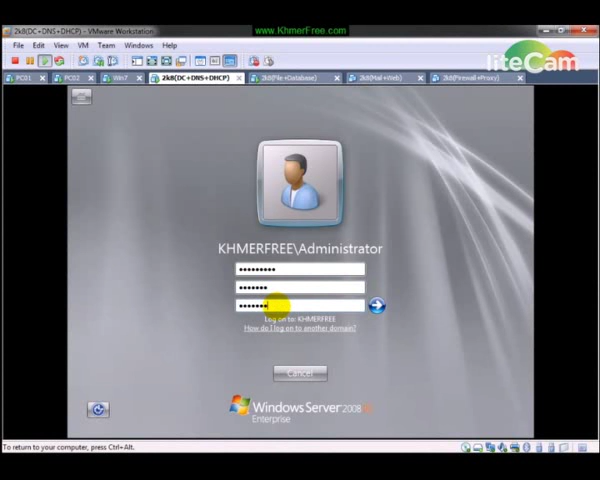 2k8(DC+DNS+DHCP) - VMware Workstation
www.KhmerFree.com
File Edit View VM Team Windows Help
liteCam
PC01 PC02 Win7 2k8(DC+DNS+DHCP) 2k8(File+Database) 2k8(Mail+Web) 2k8(Firewall+Proxy)
KHMERFREE\Administrator
Log on to: KHMERFREE
How do I log on to another domain?
Cancel
Windows Server 2008 R2
Enterprise
To return to your computer, press Ctrl+Alt.